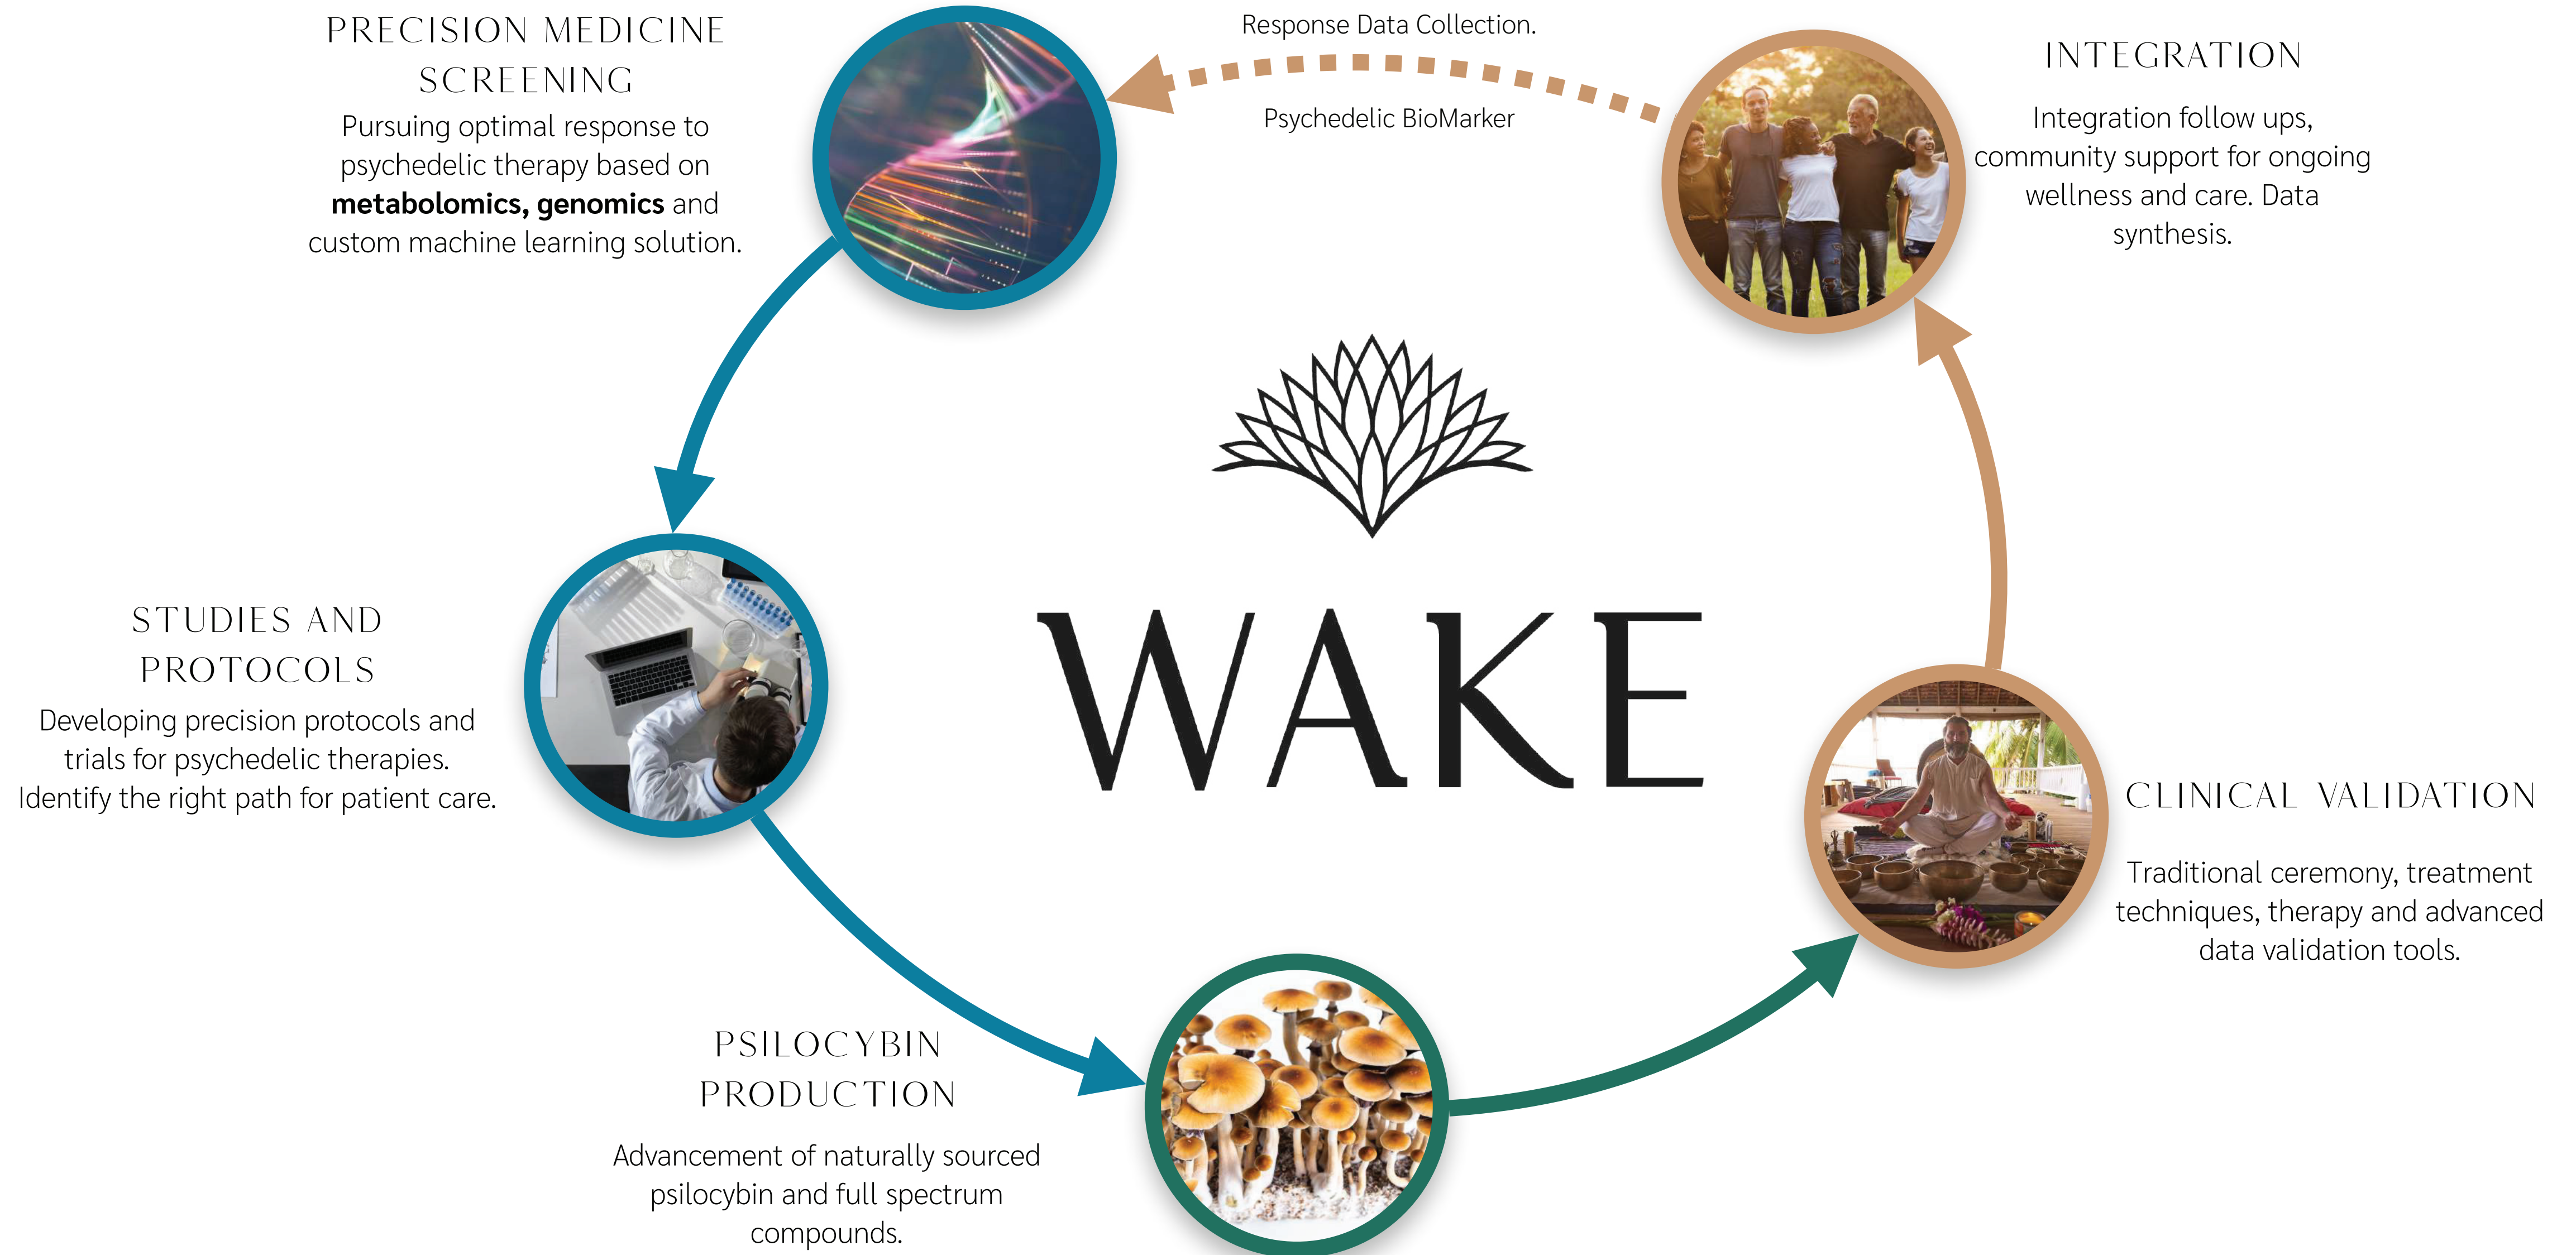 PRECISION MEDICINE
SCREENING
Pursuing optimal response to
psychedelic therapy based on
metabolomics, genomics and
custom machine learning solution.
Response Data Collection.
Psychedelic BioMarker
INTEGRATION
Integration follow ups,
community support for ongoing
wellness and care. Data
synthesis.
WAKE
STUDIES AND
PROTOCOLS
Developing precision protocols and
trials for psychedelic therapies.
Identify the right path for patient care.
CLINICAL VALIDATION
Traditional ceremony, treatment
techniques, therapy and advanced
data validation tools.
PSILOCYBIN
PRODUCTION
Advancement of naturally sourced
psilocybin and full spectrum
compounds.